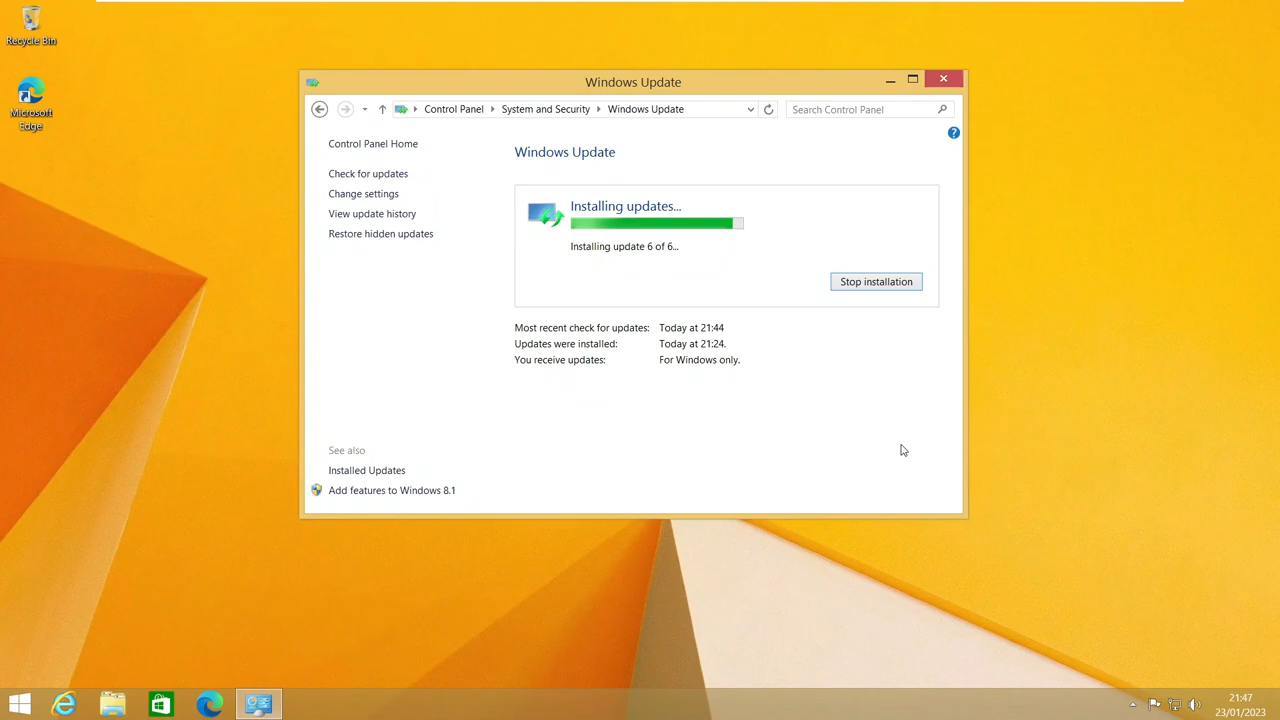 Recycle Bin
Microsoft
Edge
Windows Update
Control Panel
System and Security
Windows Update
Search Control Panel
Control Panel Home
Check for updates
Change settings
View update history
Restore hidden updates
Windows Update
Installing updates...
Installing update 6 of 6...
Stop installation
Most recent check for updates: Today at 21:44
Updates were installed: Today at 21:24.
You receive updates: For Windows only.
See also
Installed Updates
Add features to Windows 8.1
21:47
23/01/2023